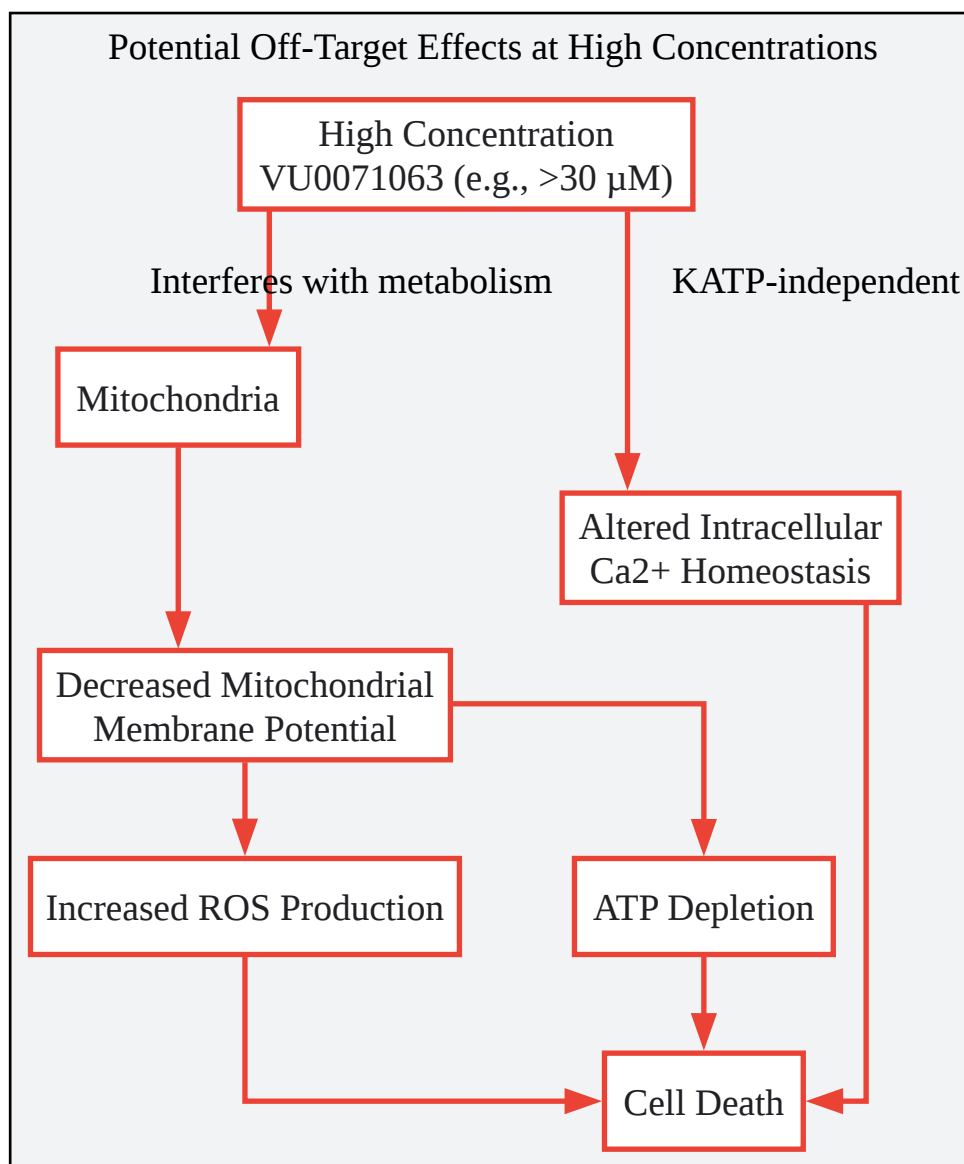 Potential Off-Target Effects at High Concentrations
High Concentration
VU0071063 (e.g., >30 µM)
Interferes with metabolism
KATP-independent
Mitochondria
Altered Intracellular
Ca2+ Homeostasis
Decreased Mitochondrial
Membrane Potential
Increased ROS Production
ATP Depletion
Cell Death